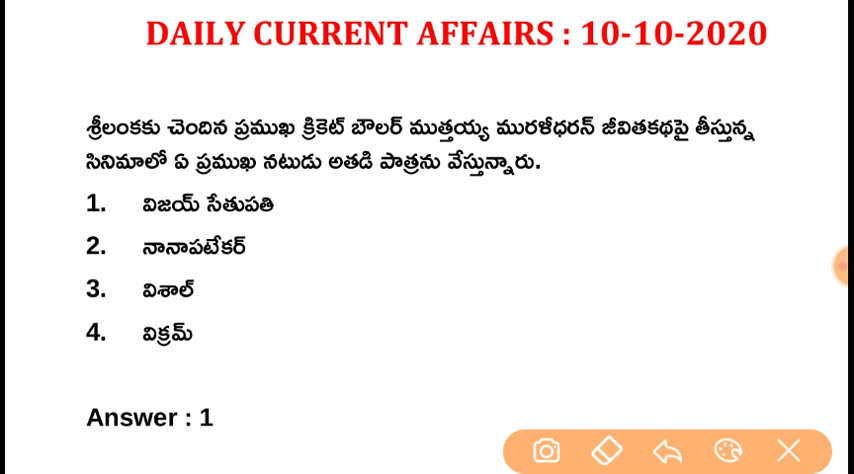 DAILY CURRENT AFFAIRS : 10-10-2020
శ్రీలంకకు చెందిన ప్రముఖ క్రికెట్ బౌలర్ ముత్తయ్య మురళీధరన్ జీవితకథపై తీస్తున్న
సినిమాలో ఏ ప్రముఖ నటుడు అతడి పాత్రను వేస్తున్నారు.
1. విజయ్ సేతుపతి
2. నానాపటేకర్
3. విశాల్
4. విక్రమ్
Answer : 1